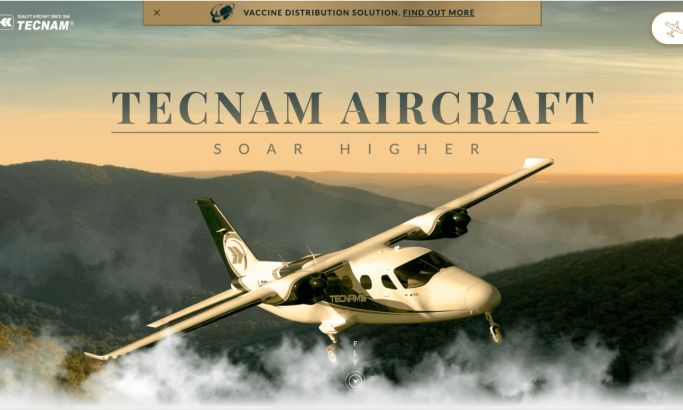 QUALITY AIRCRAFT SINCE 1948
TECNAM®
VACCINE DISTRIBUTION SOLUTION. FIND OUT MORE
TECNAM AIRCRAFT
SOAR HIGHER
TECNAM
FLY